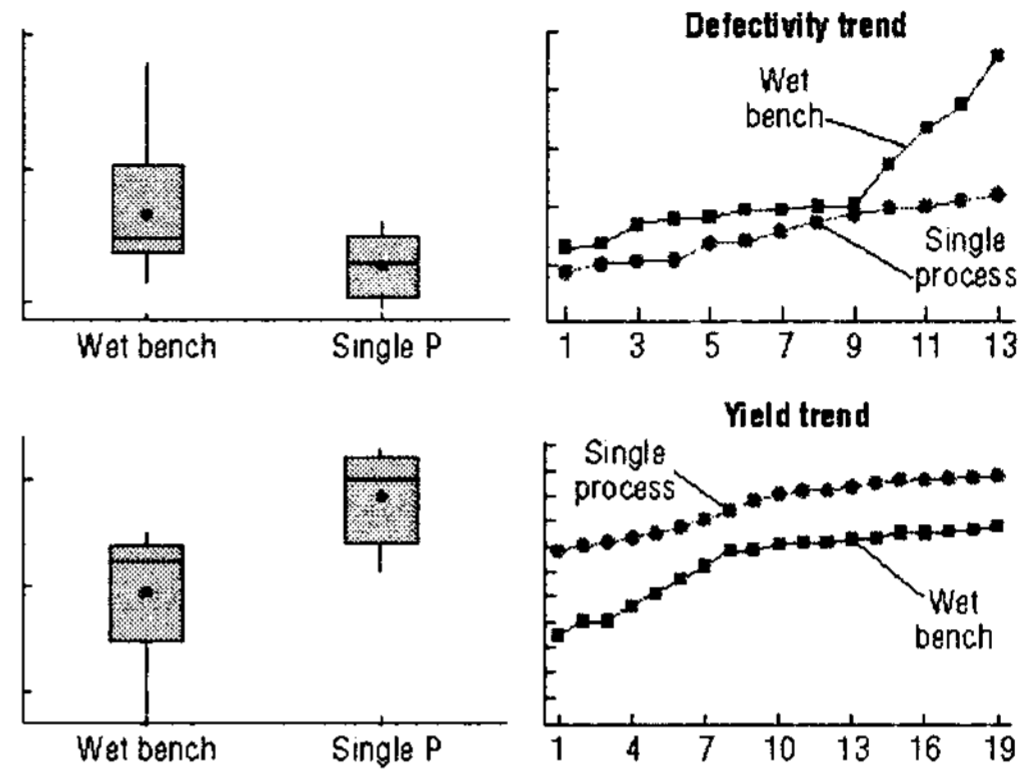 Defectivity trend
Wet
bench
Single
process
Wet bench Single P
1 3 5 7 9 11 13
Yield trend
Single
process
Wet
bench
Wet bench Single P
1 4 7 10 13 16 19